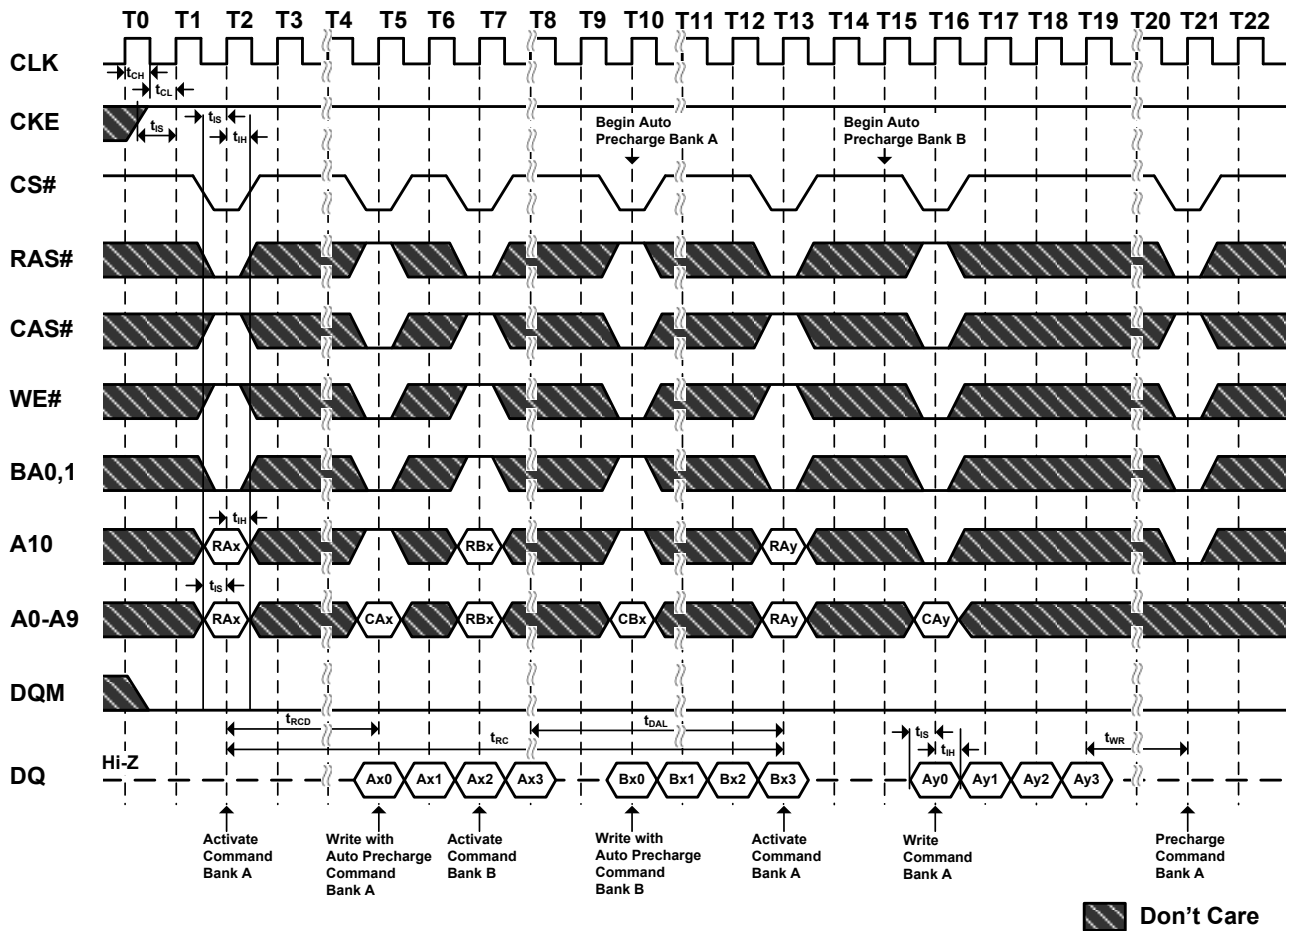 T0 T1 T2 T3 T4 T5 T6 T7 T8 T9 T10 T11 T12 T13 T14 T15 T16 T17 T18 T19 T20 T21 T22
CLK
tCH
tCL
CKE
tIS
tIS
tIH
Begin Auto
Precharge Bank A
Begin Auto
Precharge Bank B
CS#
RAS#
CAS#
WE#
BA0,1
tIH
A10
RAx
RBx
RAy
tIS
A0-A9
RAx
CAx
RBx
CBx
RAy
CAy
DQM
tRCD
tDAL
tRC
tIS
tIH
tWR
Hi-Z
DQ
Ax0
Ax1
Ax2
Ax3
Bx0
Bx1
Bx2
Bx3
Ay0
Ay1
Ay2
Ay3
Activate
Command
Bank A
Write with
Auto Precharge
Command
Bank A
Activate
Command
Bank B
Write with
Auto Precharge
Command
Bank B
Activate
Command
Bank A
Write
Command
Bank A
Precharge
Command
Bank A
Don't Care